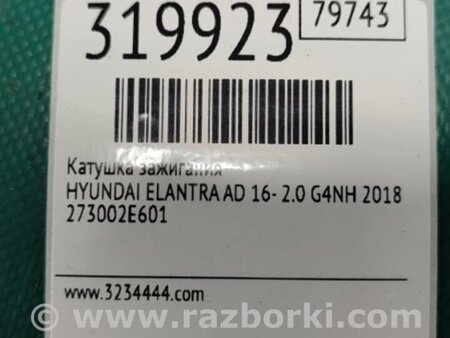 319923
79743
Катушка зажигания
HYUNDAI ELANTRA AD 16- 2.0 G4NH 2018
273002E601
www.3234444.com
www.razborki.com